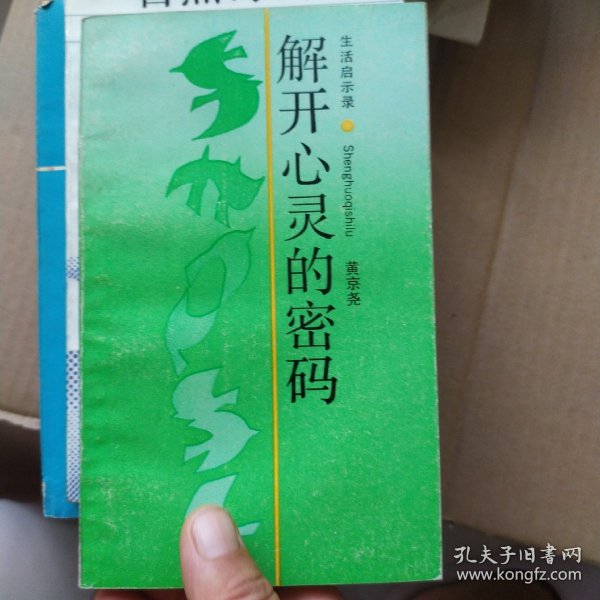 生活启示录
Shenghuoqishilu
黄京尧
解开心灵的密码
孔夫子旧书网
www.kongfz.com